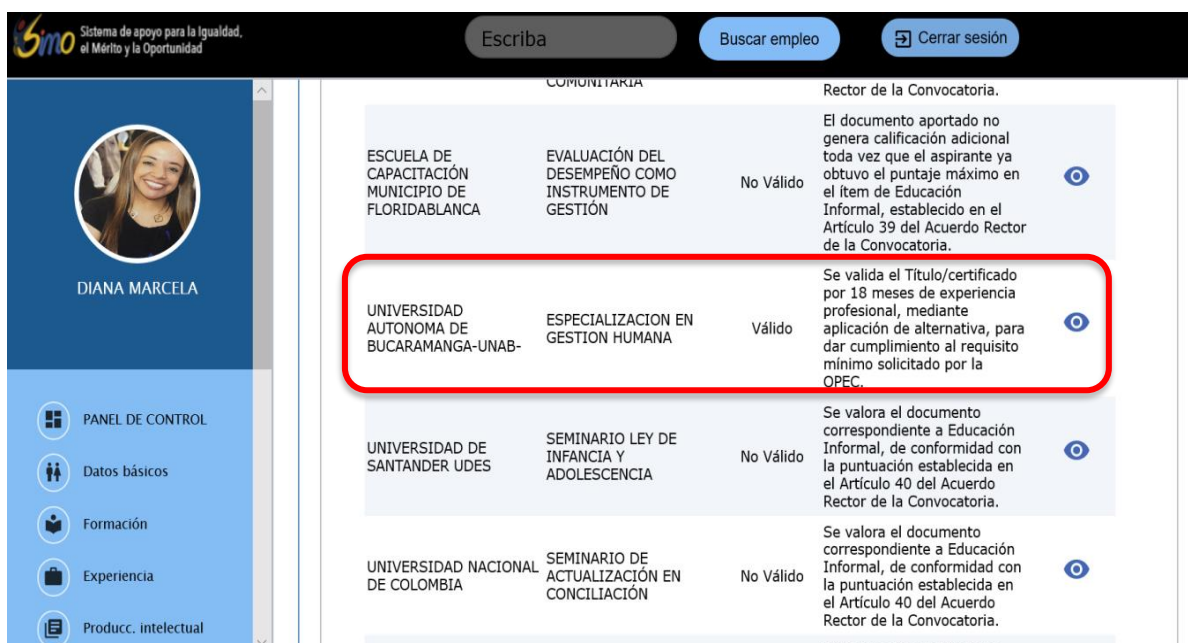 Simo
Sistema de apoyo para la Igualdad,
el Mérito y la Oportunidad
Escriba
Buscar empleo
Cerrar sesión
DIANA MARCELA
PANEL DE CONTROL
Datos básicos
Formación
Experiencia
Producc. intelectual
COMUNITARIA
Rector de la Convocatoria.
ESCUELA DE
CAPACITACIÓN
MUNICIPIO DE
FLORIDABLANCA
EVALUACIÓN DEL
DESEMPEÑO COMO
INSTRUMENTO DE
GESTIÓN
No Válido
El documento aportado no
genera calificación adicional
toda vez que el aspirante ya
obtuvo el puntaje máximo en
el ítem de Educación
Informal, establecido en el
Artículo 39 del Acuerdo Rector
de la Convocatoria.
UNIVERSIDAD
AUTONOMA DE
BUCARAMANGA-UNAB-
ESPECIALIZACION EN
GESTION HUMANA
Válido
Se valida el Título/certificado
por 18 meses de experiencia
profesional, mediante
aplicación de alternativa, para
dar cumplimiento al requisito
mínimo solicitado por la
OPEC.
UNIVERSIDAD DE
SANTANDER UDES
SEMINARIO LEY DE
INFANCIA Y
ADOLESCENCIA
No Válido
Se valora el documento
correspondiente a Educación
Informal, de conformidad con
la puntuación establecida en
el Artículo 40 del Acuerdo
Rector de la Convocatoria.
UNIVERSIDAD NACIONAL
DE COLOMBIA
SEMINARIO DE
ACTUALIZACIÓN EN
CONCILIACIÓN
No Válido
Se valora el documento
correspondiente a Educación
Informal, de conformidad con
la puntuación establecida en
el Artículo 40 del Acuerdo
Rector de la Convocatoria.